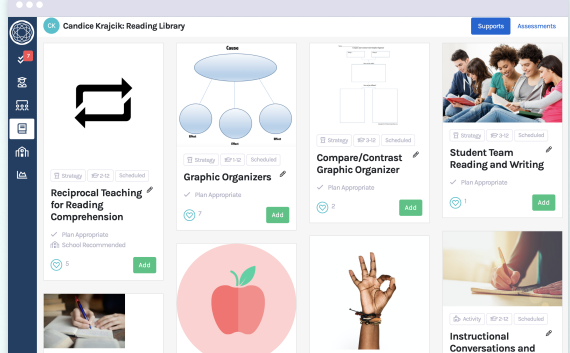 CK Candice Krajcik: Reading Library
Supports
Assessments
7
Strategy
2-12
Scheduled
Reciprocal Teaching
for Reading
Comprehension
Plan Appropriate
School Recommended
5
Add
Cause
Effect
Effect
Effect
Strategy
1-12
Scheduled
Graphic Organizers
Plan Appropriate
7
Add
Strategy
3-12
Scheduled
Compare/Contrast
Graphic Organizer
Plan Appropriate
2
Add
Strategy
3-12
Scheduled
Student Team
Reading and Writing
Plan Appropriate
1
Add
Activity
2-12
Scheduled
Instructional
Conversations and